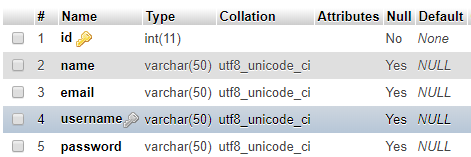 # Name Type Collation Attributes Null Default
1 id int(11) No None
2 name varchar(50) utf8_unicode_ci Yes NULL
3 email varchar(50) utf8_unicode_ci Yes NULL
4 username varchar(50) utf8_unicode_ci Yes NULL
5 password varchar(50) utf8_unicode_ci Yes NULL